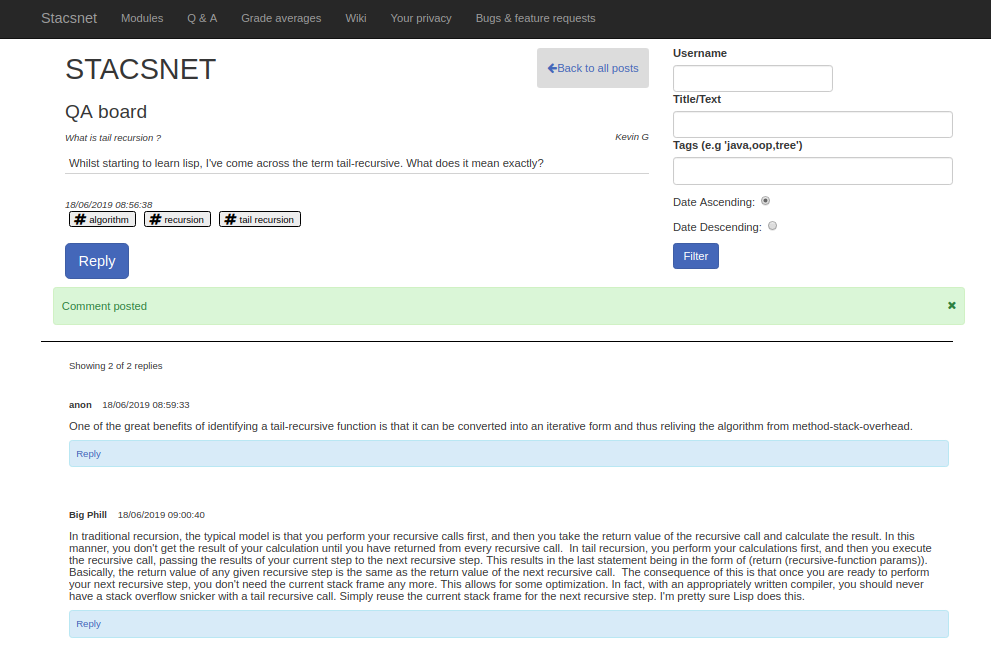 Stacsnet Modules Q & A Grade averages Wiki Your privacy Bugs & feature requests
STACSNET
Back to all posts
QA board
What is tail recursion ?
Kevin G
Whilst starting to learn lisp, I've come across the term tail-recursive. What does it mean exactly?
18/06/2019 08:56:38
# algorithm # recursion # tail recursion
Reply
Username
Title/Text
Tags (e.g 'java,oop,tree')
Date Ascending:
Date Descending:
Filter
Comment posted ✖
Showing 2 of 2 replies
anon 18/06/2019 08:59:33
One of the great benefits of identifying a tail-recursive function is that it can be converted into an iterative form and thus reliving the algorithm from method-stack-overhead.
Reply
Big Phill 18/06/2019 09:00:40
In traditional recursion, the typical model is that you perform your recursive calls first, and then you take the return value of the recursive call and calculate the result. In this
manner, you don't get the result of your calculation until you have returned from every recursive call.  In tail recursion, you perform your calculations first, and then you execute
the recursive call, passing the results of your current step to the next recursive step. This results in the last statement being in the form of (return (recursive-function params)).
Basically, the return value of any given recursive step is the same as the return value of the next recursive call.  The consequence of this is that once you are ready to perform
your next recursive step, you don't need the current stack frame any more. This allows for some optimization. In fact, with an appropriately written compiler, you should never
have a stack overflow snicker with a tail recursive call. Simply reuse the current stack frame for the next recursive step. I'm pretty sure Lisp does this.
Reply